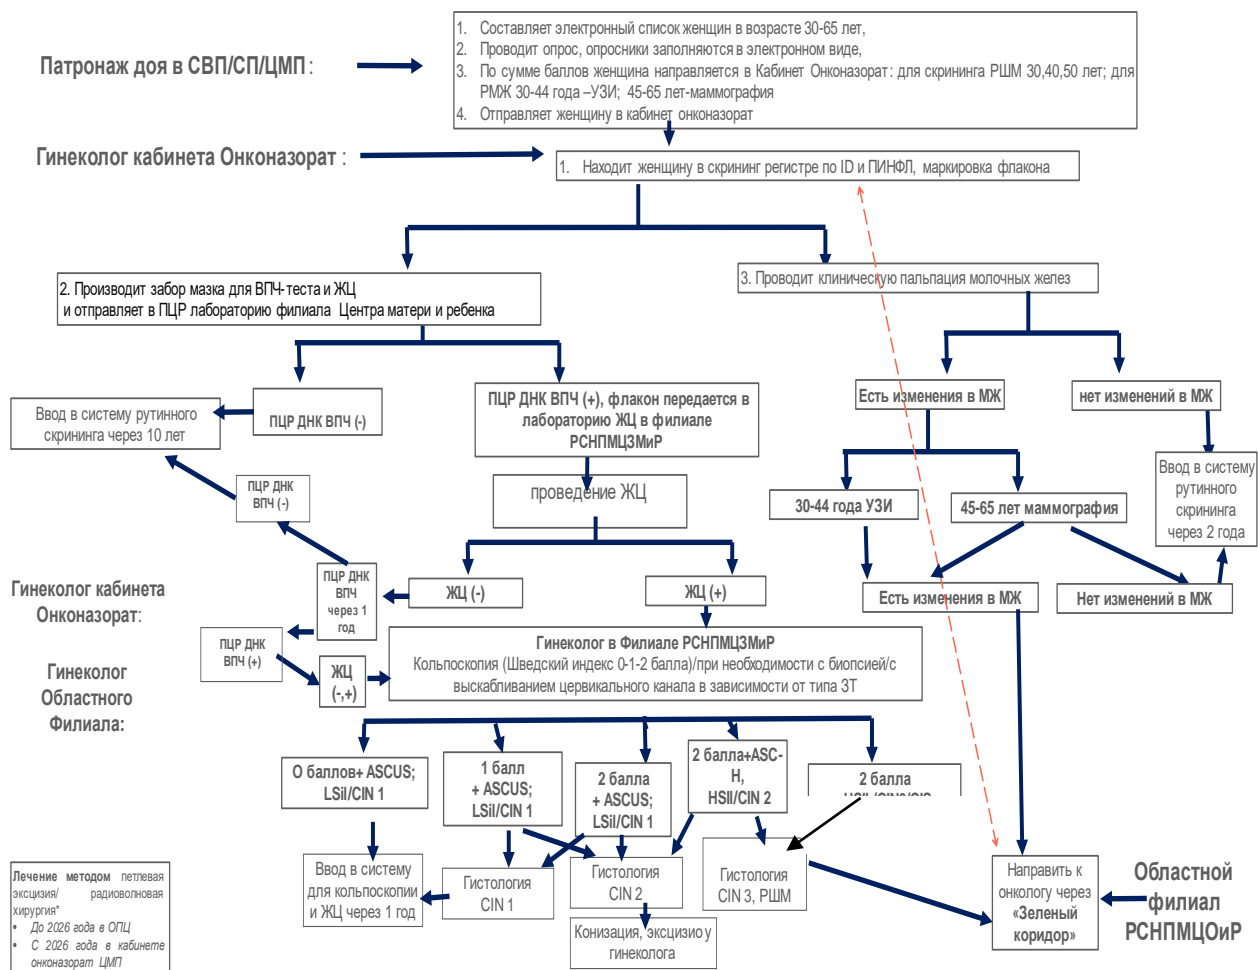 Патронаж доя в СВП/СП/ЦМП :
1. Составляет электронный список женщин в возрасте 30-65 лет,
2. Проводит опрос, опросники заполняются в электронном виде,
3. По сумме баллов женщина направляется в Кабинет Онконазорат: для скрининга РШМ 30,40,50 лет; для
РМЖ 30-44 года –УЗИ; 45-65 лет-маммография
4. Отправляет женщину в кабинет онконазорат
Гинеколог кабинета Онконазорат :
1. Находит женщину в скрининг регистре по ID и ПИНФЛ, маркировка флакона
2. Производит забор мазка для ВПЧ- теста и ЖЦ
и отправляет в ПЦР лабораторию филиала Центра матери и ребенка
3. Проводит клиническую пальпация молочных желез
Ввод в систему рутинного
скрининга через 10 лет
ПЦР ДНК ВПЧ (-)
ПЦР ДНК ВПЧ (+), флакон передается в
лабораторию ЖЦ в филиале
РСНПМЦЗМиР
Есть изменения в МЖ
нет изменений в МЖ
ПЦР ДНК
ВПЧ (-)
проведение ЖЦ
30-44 года УЗИ
45-65 лет маммография
Ввод в систему
рутинного
скрининга
через 2 года
Гинеколог кабинета
Онконазорат:
ПЦР ДНК
ВПЧ
через 1
год
ЖЦ (-)
ЖЦ (+)
Есть изменения в МЖ
Нет изменений в МЖ
ПЦР ДНК
ВПЧ (+)
ЖЦ
(-,+)
Гинеколог в Филиале РСНПМЦЗМиР
Кольпоскопия (Шведский индекс 0-1-2 балла)/при необходимости с биопсией/с
выскабливанием цервикального канала в зависимости от типа ЗТ
Гинеколог
Областного
Филиала:
О баллов+ ASCUS;
LSil/CIN 1
1 балл
+ ASCUS;
LSil/CIN 1
2 балла
+ ASCUS;
LSil/CIN 1
2 балла+ASC-
H,
HSIl/CIN 2
2 балла
Ввод в систему
для кольпоскопии
и ЖЦ через 1 год
Гистология
CIN 1
Гистология
CIN 2
Гистология
CIN 3, РШМ
Конизация, эксцизио у
гинеколога
Направить к
онкологу через
«Зеленый
коридор»
Областной
филиал
РСНПМЦОиР
Лечение методом петлевая
эксцизия/ радиоволновая
хирургия*
• До 2026 года в ОПЦ
• С 2026 года в кабинете
онконазорат ЦМП